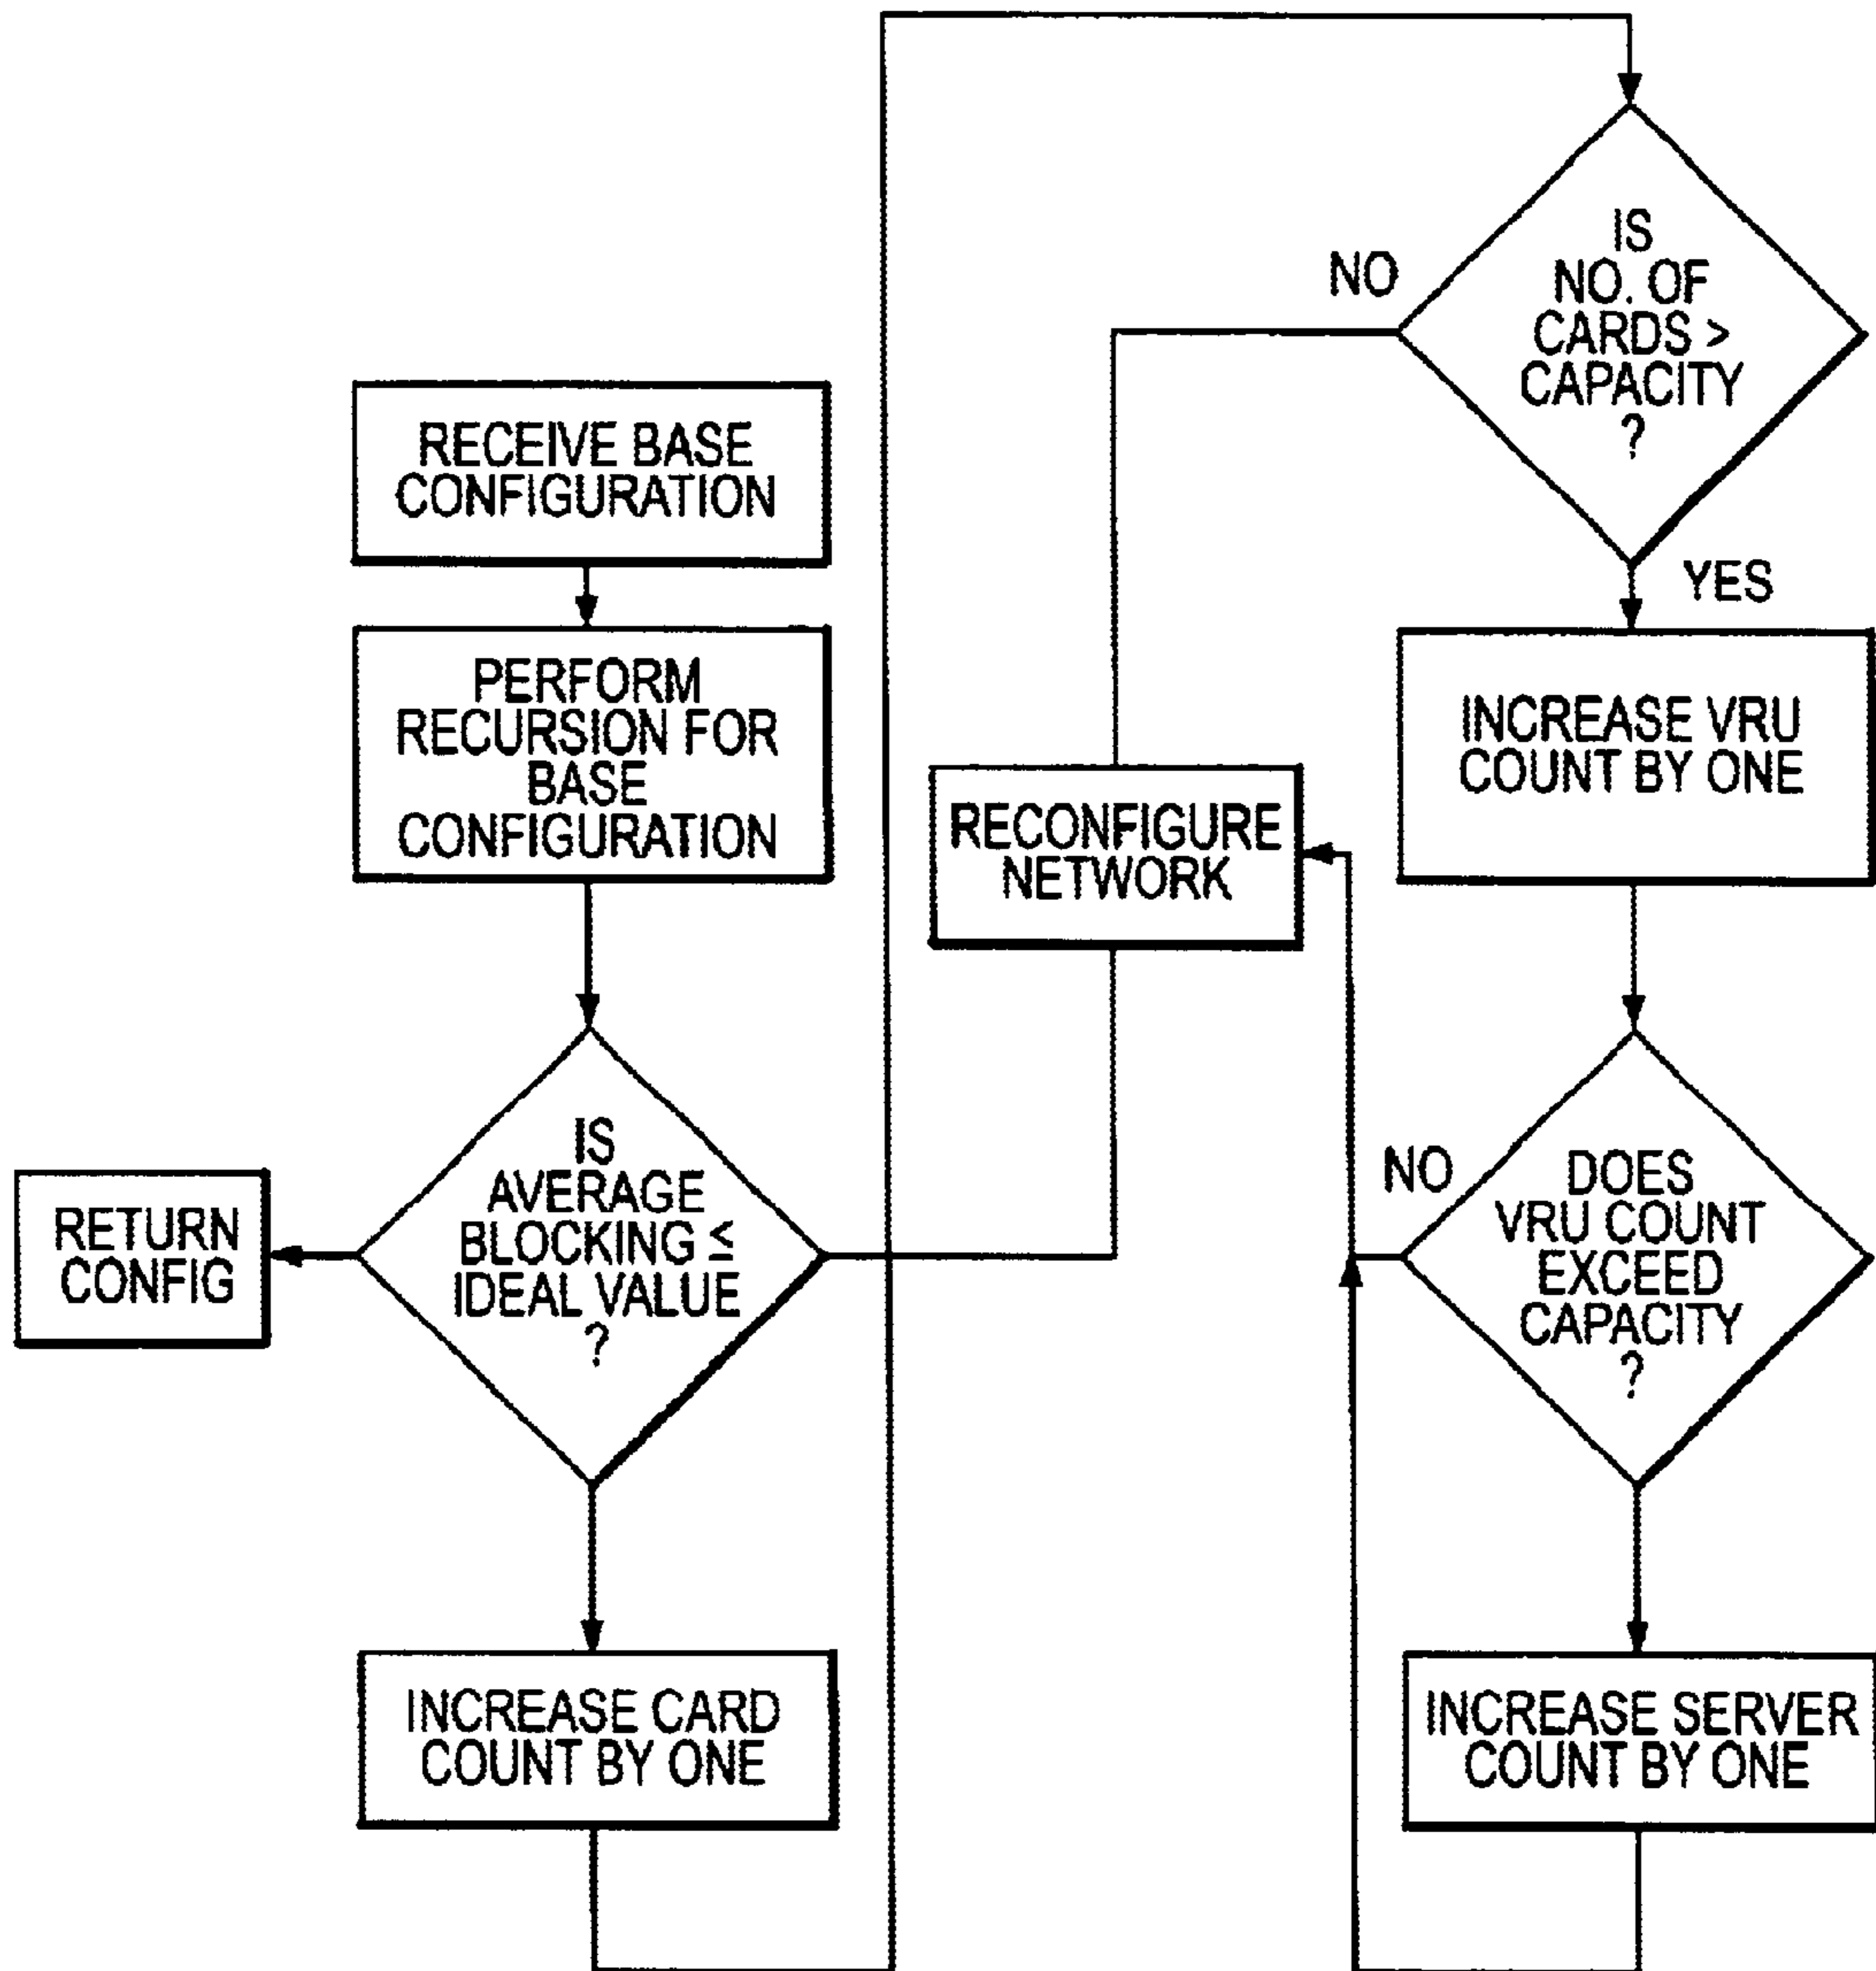 RECEIVE BASE
CONFIGURATION
PERFORM
RECURSION FOR
BASE
CONFIGURATION
IS
AVERAGE
BLOCKING ≤
IDEAL VALUE
?
RETURN
CONFIG
INCREASE CARD
COUNT BY ONE
IS
NO. OF
CARDS >
CAPACITY
?
NO
YES
RECONFIGURE
NETWORK
INCREASE VRU
COUNT BY ONE
DOES
VRU COUNT
EXCEED
CAPACITY
?
NO
INCREASE SERVER
COUNT BY ONE